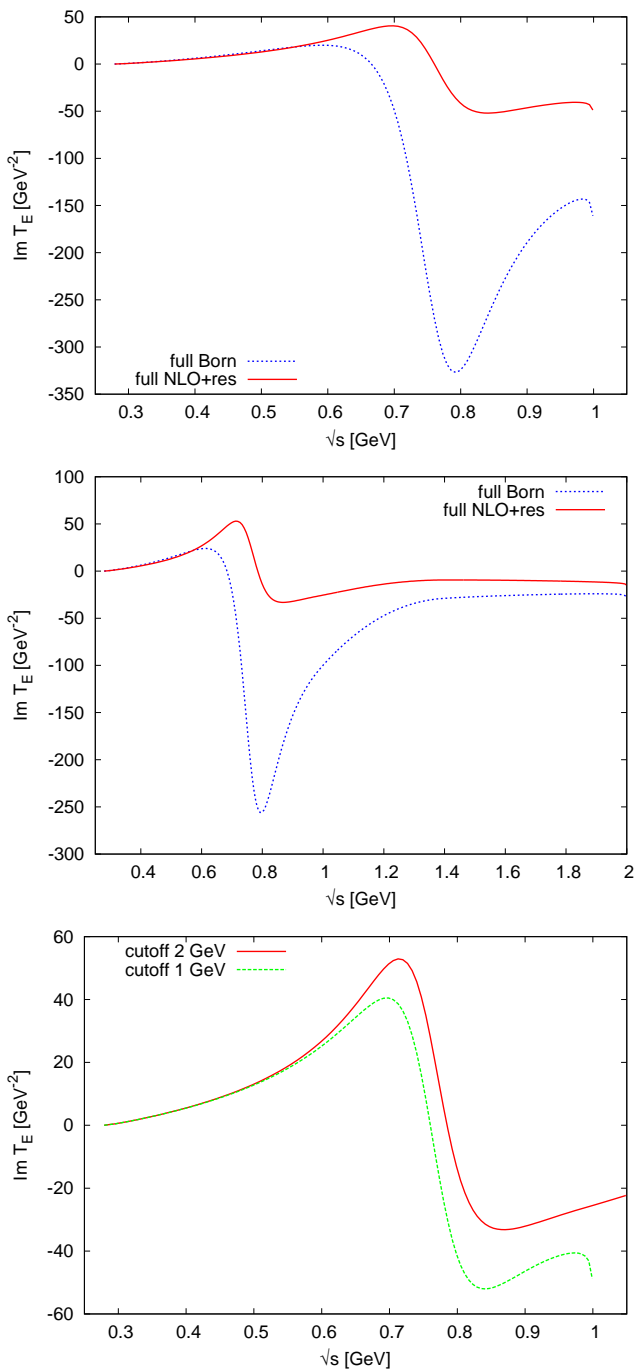 50
0
-50
-100
-150
-200
-250
-300
-350
Im T_E [GeV^-2]
full Born
full NLO+res
0.3 0.4 0.5 0.6 0.7 0.8 0.9 1
√s [GeV]
100
50
0
-50
-100
-150
-200
-250
-300
Im T_E [GeV^-2]
full Born
full NLO+res
0.4 0.6 0.8 1 1.2 1.4 1.6 1.8 2
√s [GeV]
60
40
20
0
-20
-40
-60
Im T_E [GeV^-2]
cutoff 2 GeV
cutoff 1 GeV
0.3 0.4 0.5 0.6 0.7 0.8 0.9 1
√s [GeV]